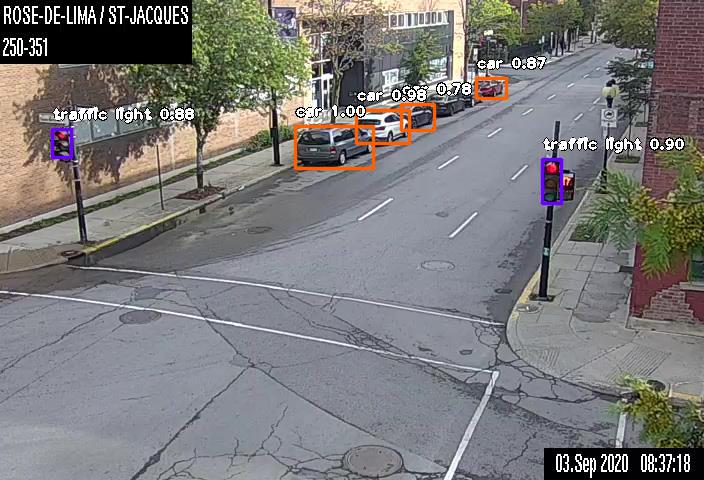 ROSE-DE-LIMA / ST-JACQUES
250-351
car 0.87
car 0.78
car 0.98
car 1.00
traffic light 0.88
traffic light 0.90
03.Sep 2020 08:37:18